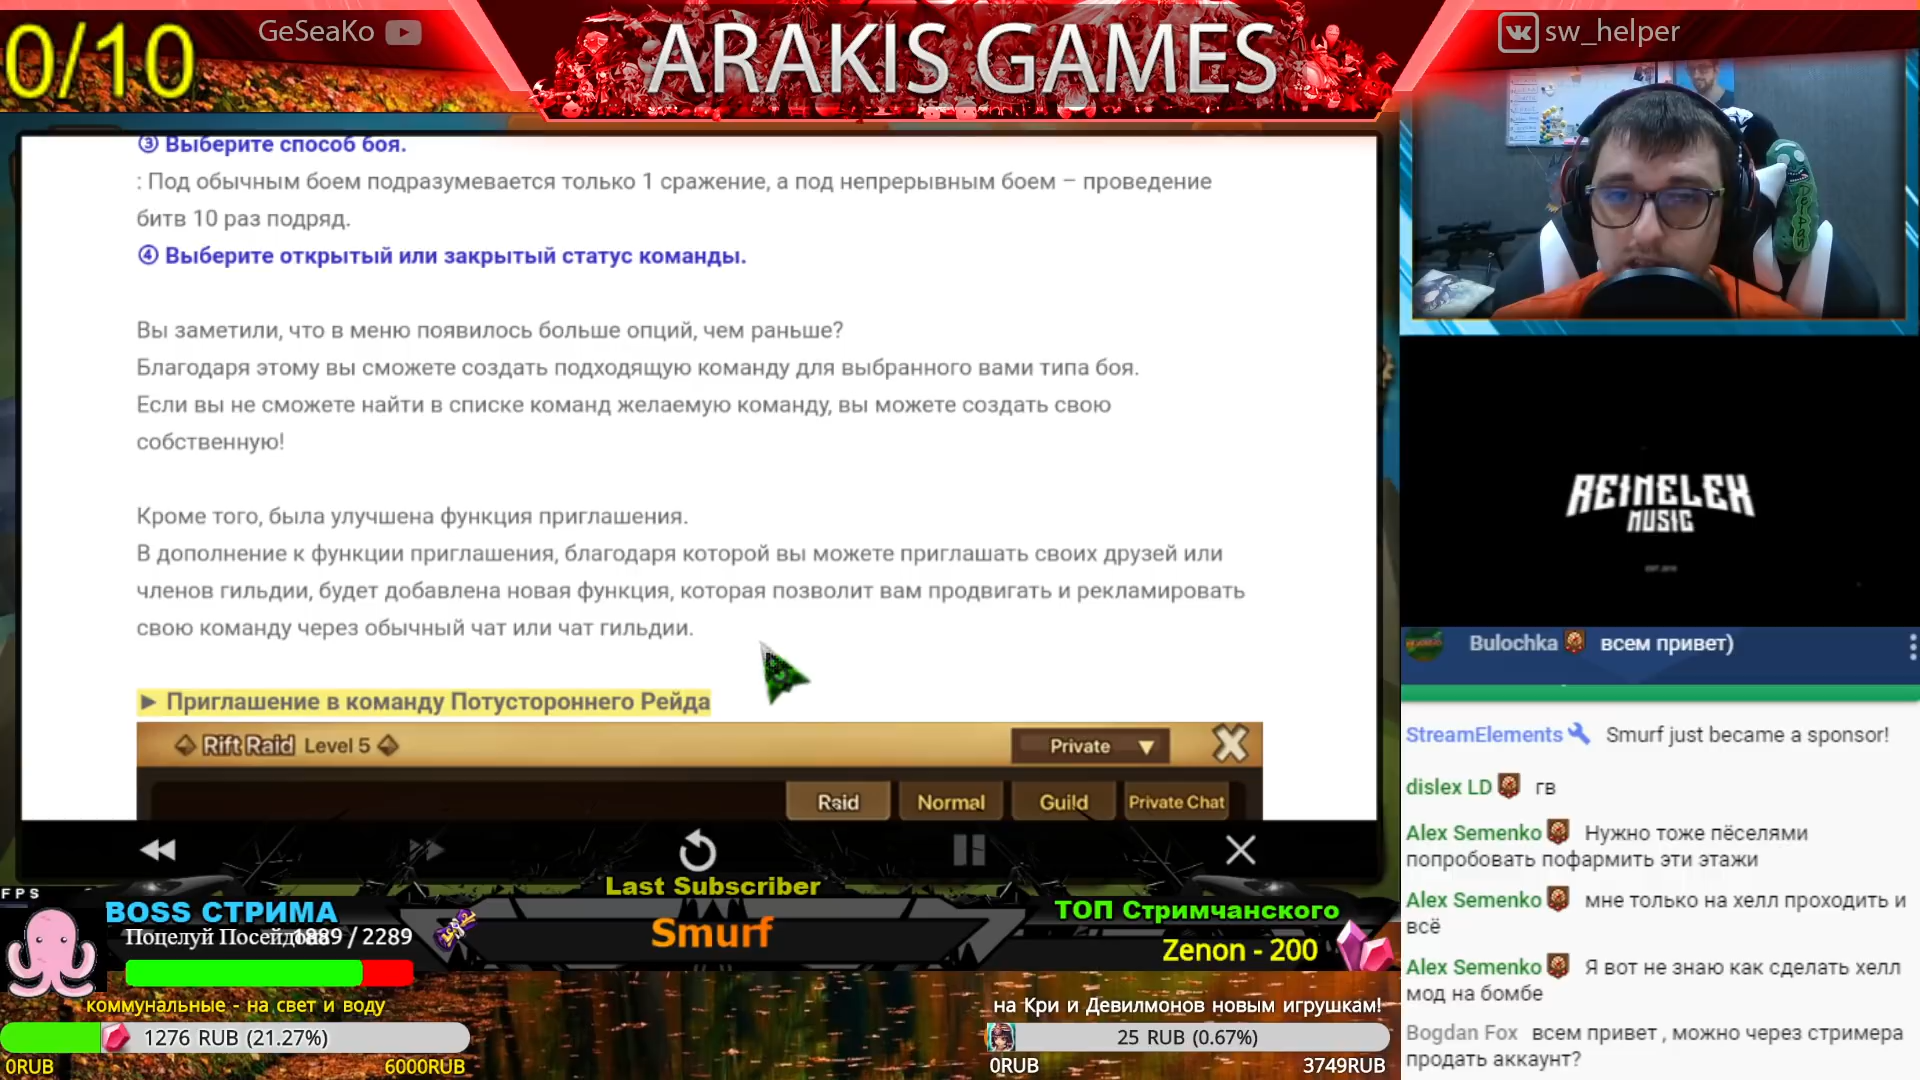 0/10
GeSeaKo
ARAKIS GAMES
sw_helper
③ Выберите способ боя.
: Под обычным боем подразумевается только 1 сражение, а под непрерывным боем – проведение
битв 10 раз подряд.
④ Выберите открытый или закрытый статус команды.
Вы заметили, что в меню появилось больше опций, чем раньше?
Благодаря этому вы сможете создать подходящую команду для выбранного вами типа боя.
Если вы не сможете найти в списке команд желаемую команду, вы можете создать свою
собственную!
Кроме того, была улучшена функция приглашения.
В дополнение к функции приглашения, благодаря которой вы можете приглашать своих друзей или
членов гильдии, будет добавлена новая функция, которая позволит вам продвигать и рекламировать
свою команду через обычный чат или чат гильдии.
► Приглашение в команду Потустороннего Рейда
Rift Raid Level 5
Private ▼
Raid Normal Guild Private Chat
FPS
BOSS СТРИМА
Поцелуй Посейдона 1889 / 2289
коммунальные - на свет и воду
1276 RUB (21.27%)
0RUB 6000RUB
Last Subscriber
Smurf
ТОП Стримчанского
Zenon - 200
на Кри и Девилмонов новым игрушкам!
25 RUB (0.67%)
0RUB 3749RUB
REINELEX
MUSIC
Bulochka всем привет)
StreamElements Smurf just became a sponsor!
dislex LD гв
Alex Semenko Нужно тоже пёселями
попробовать пофармить эти этажи
Alex Semenko мне только на хелл проходить и
всё
Alex Semenko Я вот не знаю как сделать хелл
мод на бомбе
Bogdan Fox всем привет , можно через стримера
продать аккаунт?